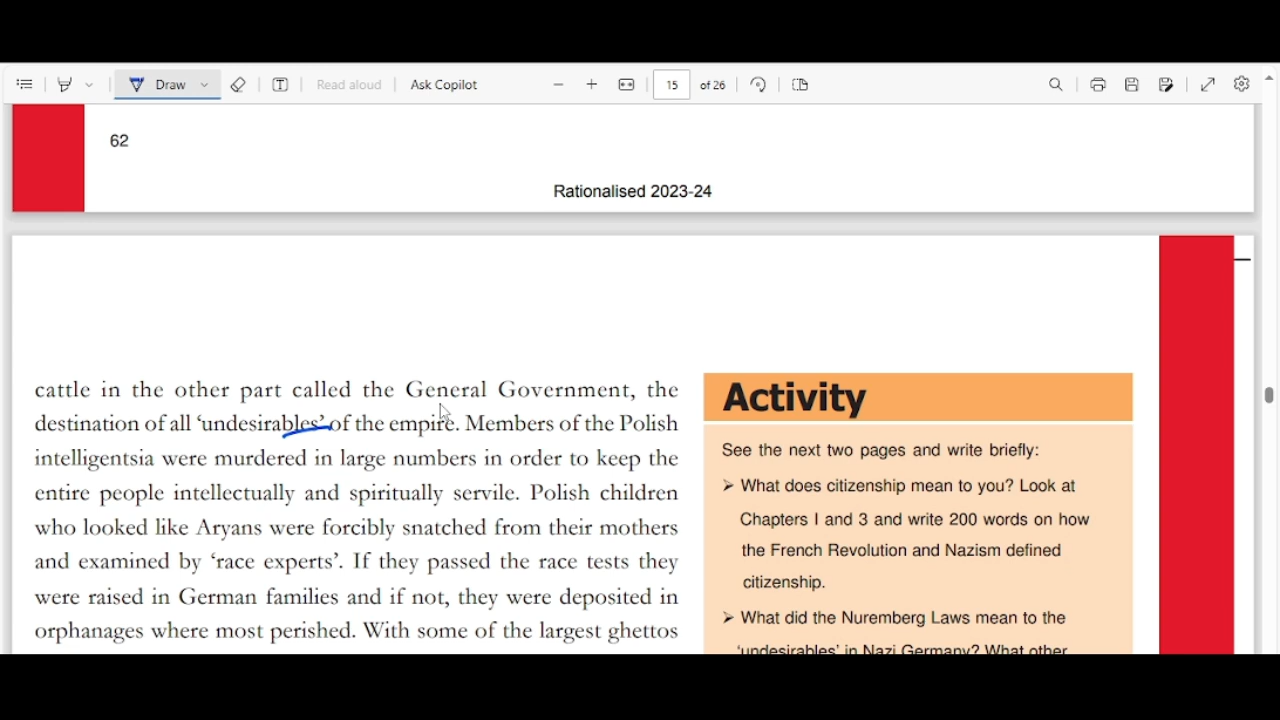 Draw
Read aloud
Ask Copilot
15
of 26
62
Rationalised 2023-24
cattle in the other part called the General Government, the
destination of all ‘undesirables’ of the empire. Members of the Polish
intelligentsia were murdered in large numbers in order to keep the
entire people intellectually and spiritually servile. Polish children
who looked like Aryans were forcibly snatched from their mothers
and examined by ‘race experts’. If they passed the race tests they
were raised in German families and if not, they were deposited in
orphanages where most perished. With some of the largest ghettos
Activity
See the next two pages and write briefly:
➢ What does citizenship mean to you? Look at
Chapters I and 3 and write 200 words on how
the French Revolution and Nazism defined
citizenship.
➢ What did the Nuremberg Laws mean to the
‘undesirables’ in Nazi Germany? What other